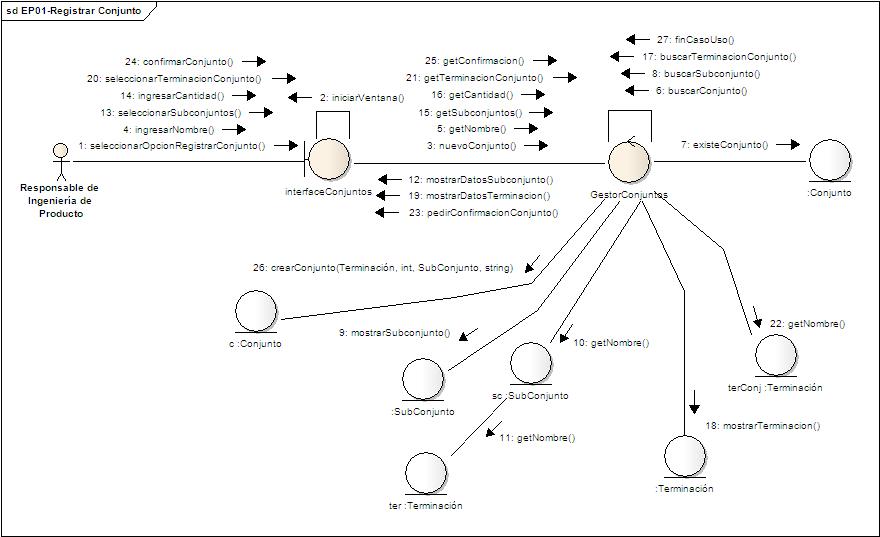 sd EP01-Registrar Conjunto
24: confirmarConjunto()
20: seleccionarTerminacionConjunto()
14: ingresarCantidad()
13: seleccionarSubconjuntos()
4: ingresarNombre()
1: seleccionarOpcionRegistrarConjunto()
2: iniciarVentana()
25: getConfirmacion()
21: getTerminacionConjunto()
16: getCantidad()
15: getSubconjuntos()
5: getNombre()
3: nuevoConjunto()
27: finCasoUso()
17: buscarTerminacionConjunto()
8: buscarSubconjunto()
6: buscarConjunto()
7: existeConjunto()
Responsable de
Ingeniería de
Producto
interfaceConjuntos
12: mostrarDatosSubconjunto()
19: mostrarDatosTerminacion()
23: pedirConfirmacionConjunto()
GestorConjuntos
:Conjunto
26: crearConjunto(Terminación, int, SubConjunto, string)
c :Conjunto
9: mostrarSubconjunto()
10: getNombre()
22: getNombre()
:SubConjunto
sc :SubConjunto
terConj :Terminación
11: getNombre()
18: mostrarTerminacion()
ter :Terminación
:Terminación